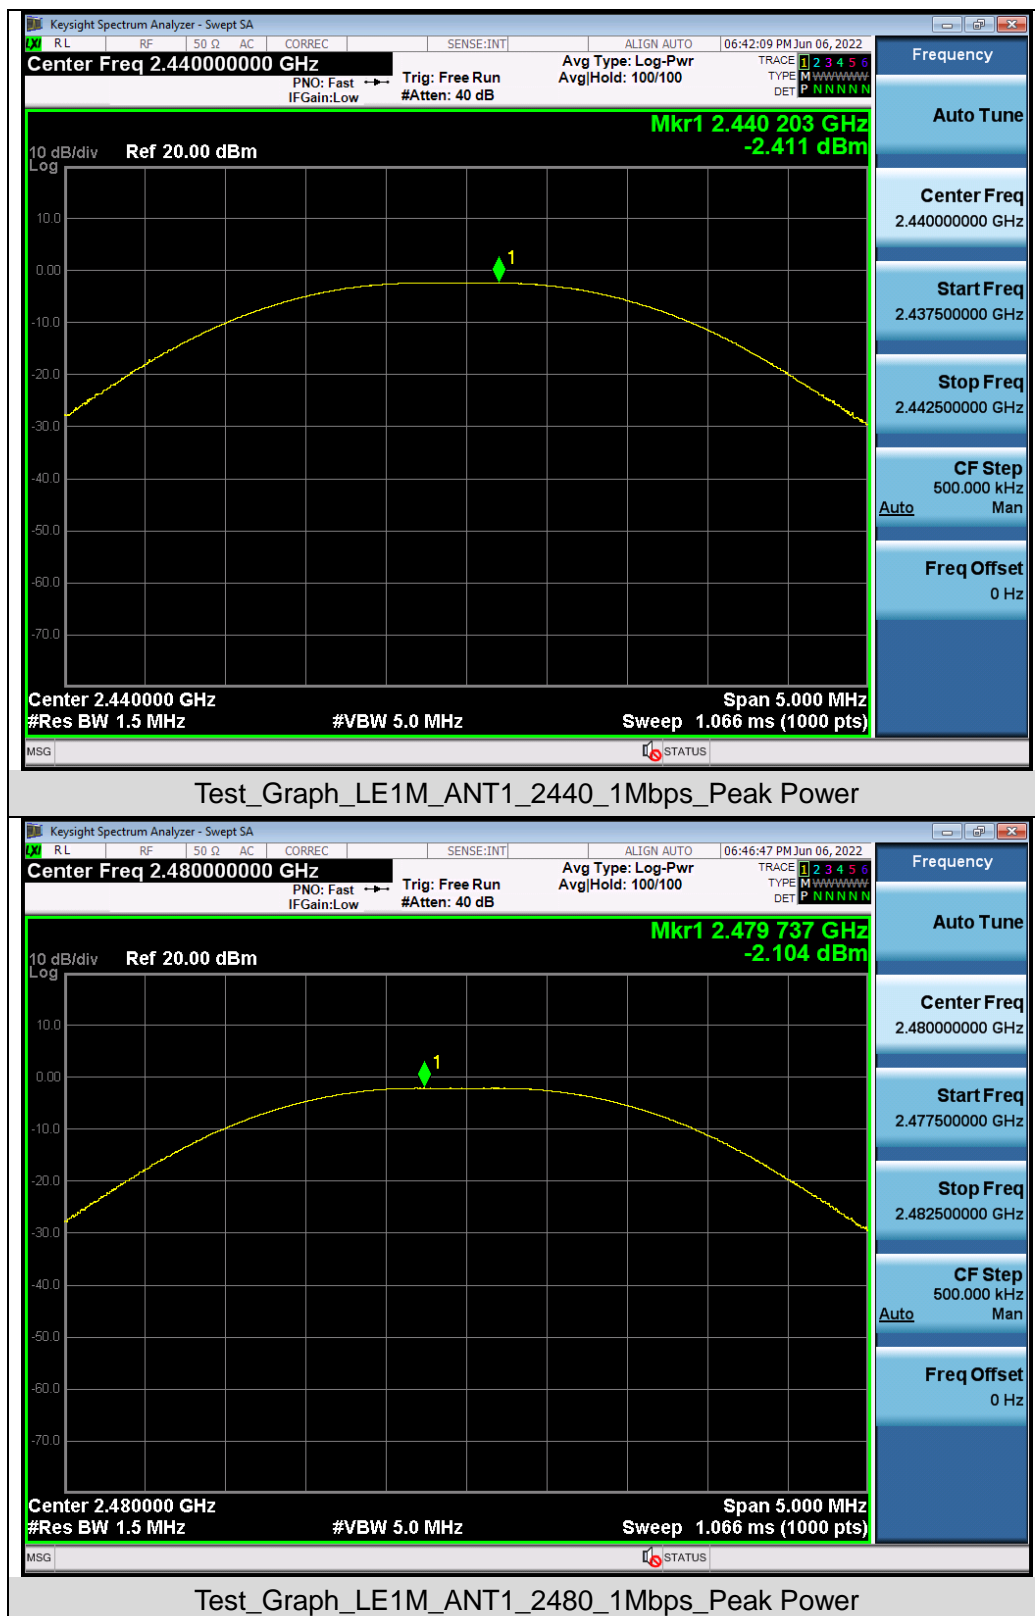 Keysight Spectrum Analyzer - Swept SA
LXI RL RF 50 Ω AC CORREC SENSE:INT ALIGN AUTO 06:42:09 PM Jun 06, 2022
Center Freq 2.440000000 GHz
PNO: Fast
IFGain:Low
Trig: Free Run
#Atten: 40 dB
Avg Type: Log-Pwr
Avg|Hold: 100/100
TRACE 1 2 3 4 5 6
TYPE M WWWWW
DET P N N N N N
Mkr1 2.440 203 GHz
-2.411 dBm
10 dB/div Ref 20.00 dBm
Log
10.0
0.00
-10.0
-20.0
-30.0
-40.0
-50.0
-60.0
-70.0
1
Center 2.440000 GHz Span 5.000 MHz
#Res BW 1.5 MHz #VBW 5.0 MHz Sweep 1.066 ms (1000 pts)
MSG STATUS
Frequency
Auto Tune
Center Freq
2.440000000 GHz
Start Freq
2.437500000 GHz
Stop Freq
2.442500000 GHz
CF Step
500.000 kHz
Auto Man
Freq Offset
0 Hz
Test_Graph_LE1M_ANT1_2440_1Mbps_Peak Power
Keysight Spectrum Analyzer - Swept SA
LXI RL RF 50 Ω AC CORREC SENSE:INT ALIGN AUTO 06:46:47 PM Jun 06, 2022
Center Freq 2.480000000 GHz
PNO: Fast
IFGain:Low
Trig: Free Run
#Atten: 40 dB
Avg Type: Log-Pwr
Avg|Hold: 100/100
TRACE 1 2 3 4 5 6
TYPE M WWWWW
DET P N N N N N
Mkr1 2.479 737 GHz
-2.104 dBm
10 dB/div Ref 20.00 dBm
Log
10.0
0.00
-10.0
-20.0
-30.0
-40.0
-50.0
-60.0
-70.0
1
Center 2.480000 GHz Span 5.000 MHz
#Res BW 1.5 MHz #VBW 5.0 MHz Sweep 1.066 ms (1000 pts)
MSG STATUS
Frequency
Auto Tune
Center Freq
2.480000000 GHz
Start Freq
2.477500000 GHz
Stop Freq
2.482500000 GHz
CF Step
500.000 kHz
Auto Man
Freq Offset
0 Hz
Test_Graph_LE1M_ANT1_2480_1Mbps_Peak Power